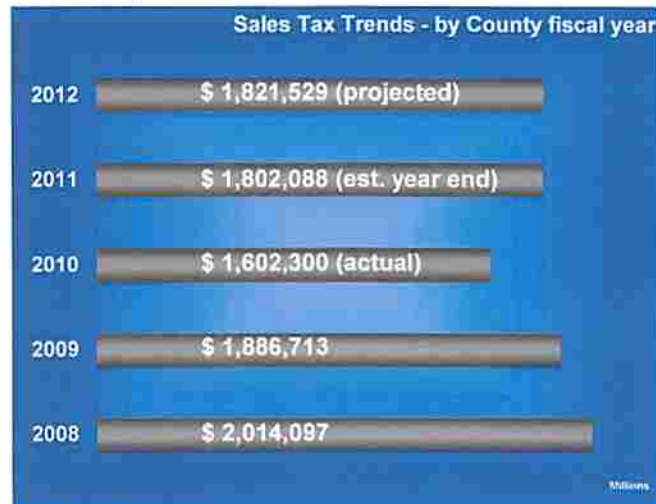 Sales Tax Trends - by County fiscal year
2012 $ 1,821,529 (projected)
2011 $ 1,802,088 (est. year end)
2010 $ 1,602,300 (actual)
2009 $ 1,886,713
2008 $ 2,014,097
Millions